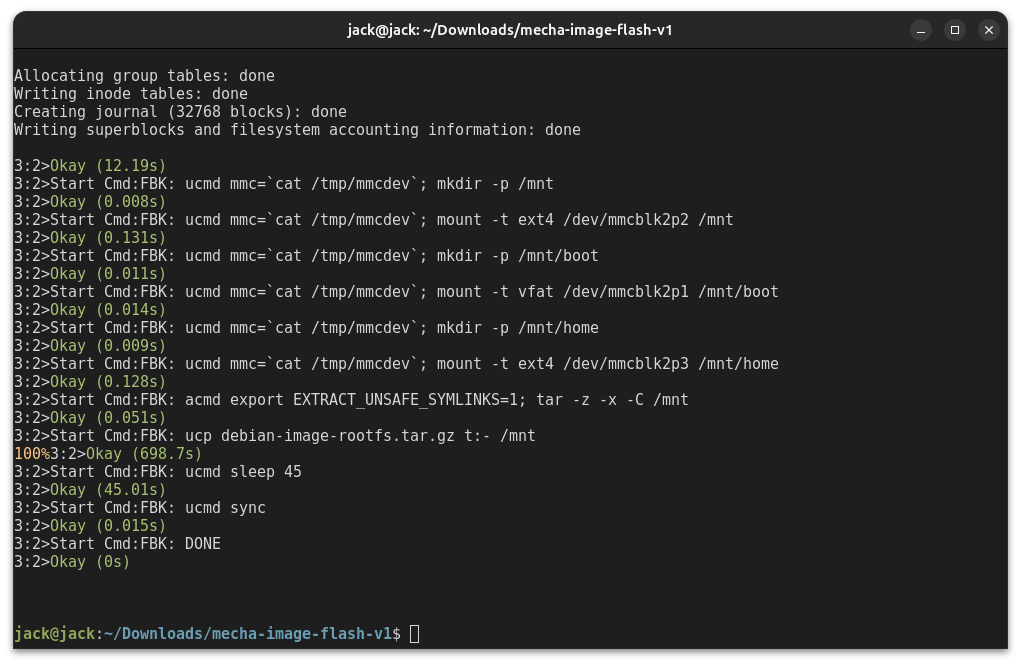 jack@jack: ~/Downloads/mecha-image-flash-v1
Allocating group tables: done
Writing inode tables: done
Creating journal (32768 blocks): done
Writing superblocks and filesystem accounting information: done
3:2>Okay (12.19s)
3:2>Start Cmd:FBK: ucmd mmc=`cat /tmp/mmcdev`; mkdir -p /mnt
3:2>Okay (0.008s)
3:2>Start Cmd:FBK: ucmd mmc=`cat /tmp/mmcdev`; mount -t ext4 /dev/mmcblk2p2 /mnt
3:2>Okay (0.131s)
3:2>Start Cmd:FBK: ucmd mmc=`cat /tmp/mmcdev`; mkdir -p /mnt/boot
3:2>Okay (0.011s)
3:2>Start Cmd:FBK: ucmd mmc=`cat /tmp/mmcdev`; mount -t vfat /dev/mmcblk2p1 /mnt/boot
3:2>Okay (0.014s)
3:2>Start Cmd:FBK: ucmd mmc=`cat /tmp/mmcdev`; mkdir -p /mnt/home
3:2>Okay (0.009s)
3:2>Start Cmd:FBK: ucmd mmc=`cat /tmp/mmcdev`; mount -t ext4 /dev/mmcblk2p3 /mnt/home
3:2>Okay (0.128s)
3:2>Start Cmd:FBK: acmd export EXTRACT_UNSAFE_SYMLINKS=1; tar -z -x -C /mnt
3:2>Okay (0.051s)
3:2>Start Cmd:FBK: ucp debian-image-rootfs.tar.gz t:- /mnt
100%3:2>Okay (698.7s)
3:2>Start Cmd:FBK: ucmd sleep 45
3:2>Okay (45.01s)
3:2>Start Cmd:FBK: ucmd sync
3:2>Okay (0.015s)
3:2>Start Cmd:FBK: DONE
3:2>Okay (0s)
jack@jack:~/Downloads/mecha-image-flash-v1$